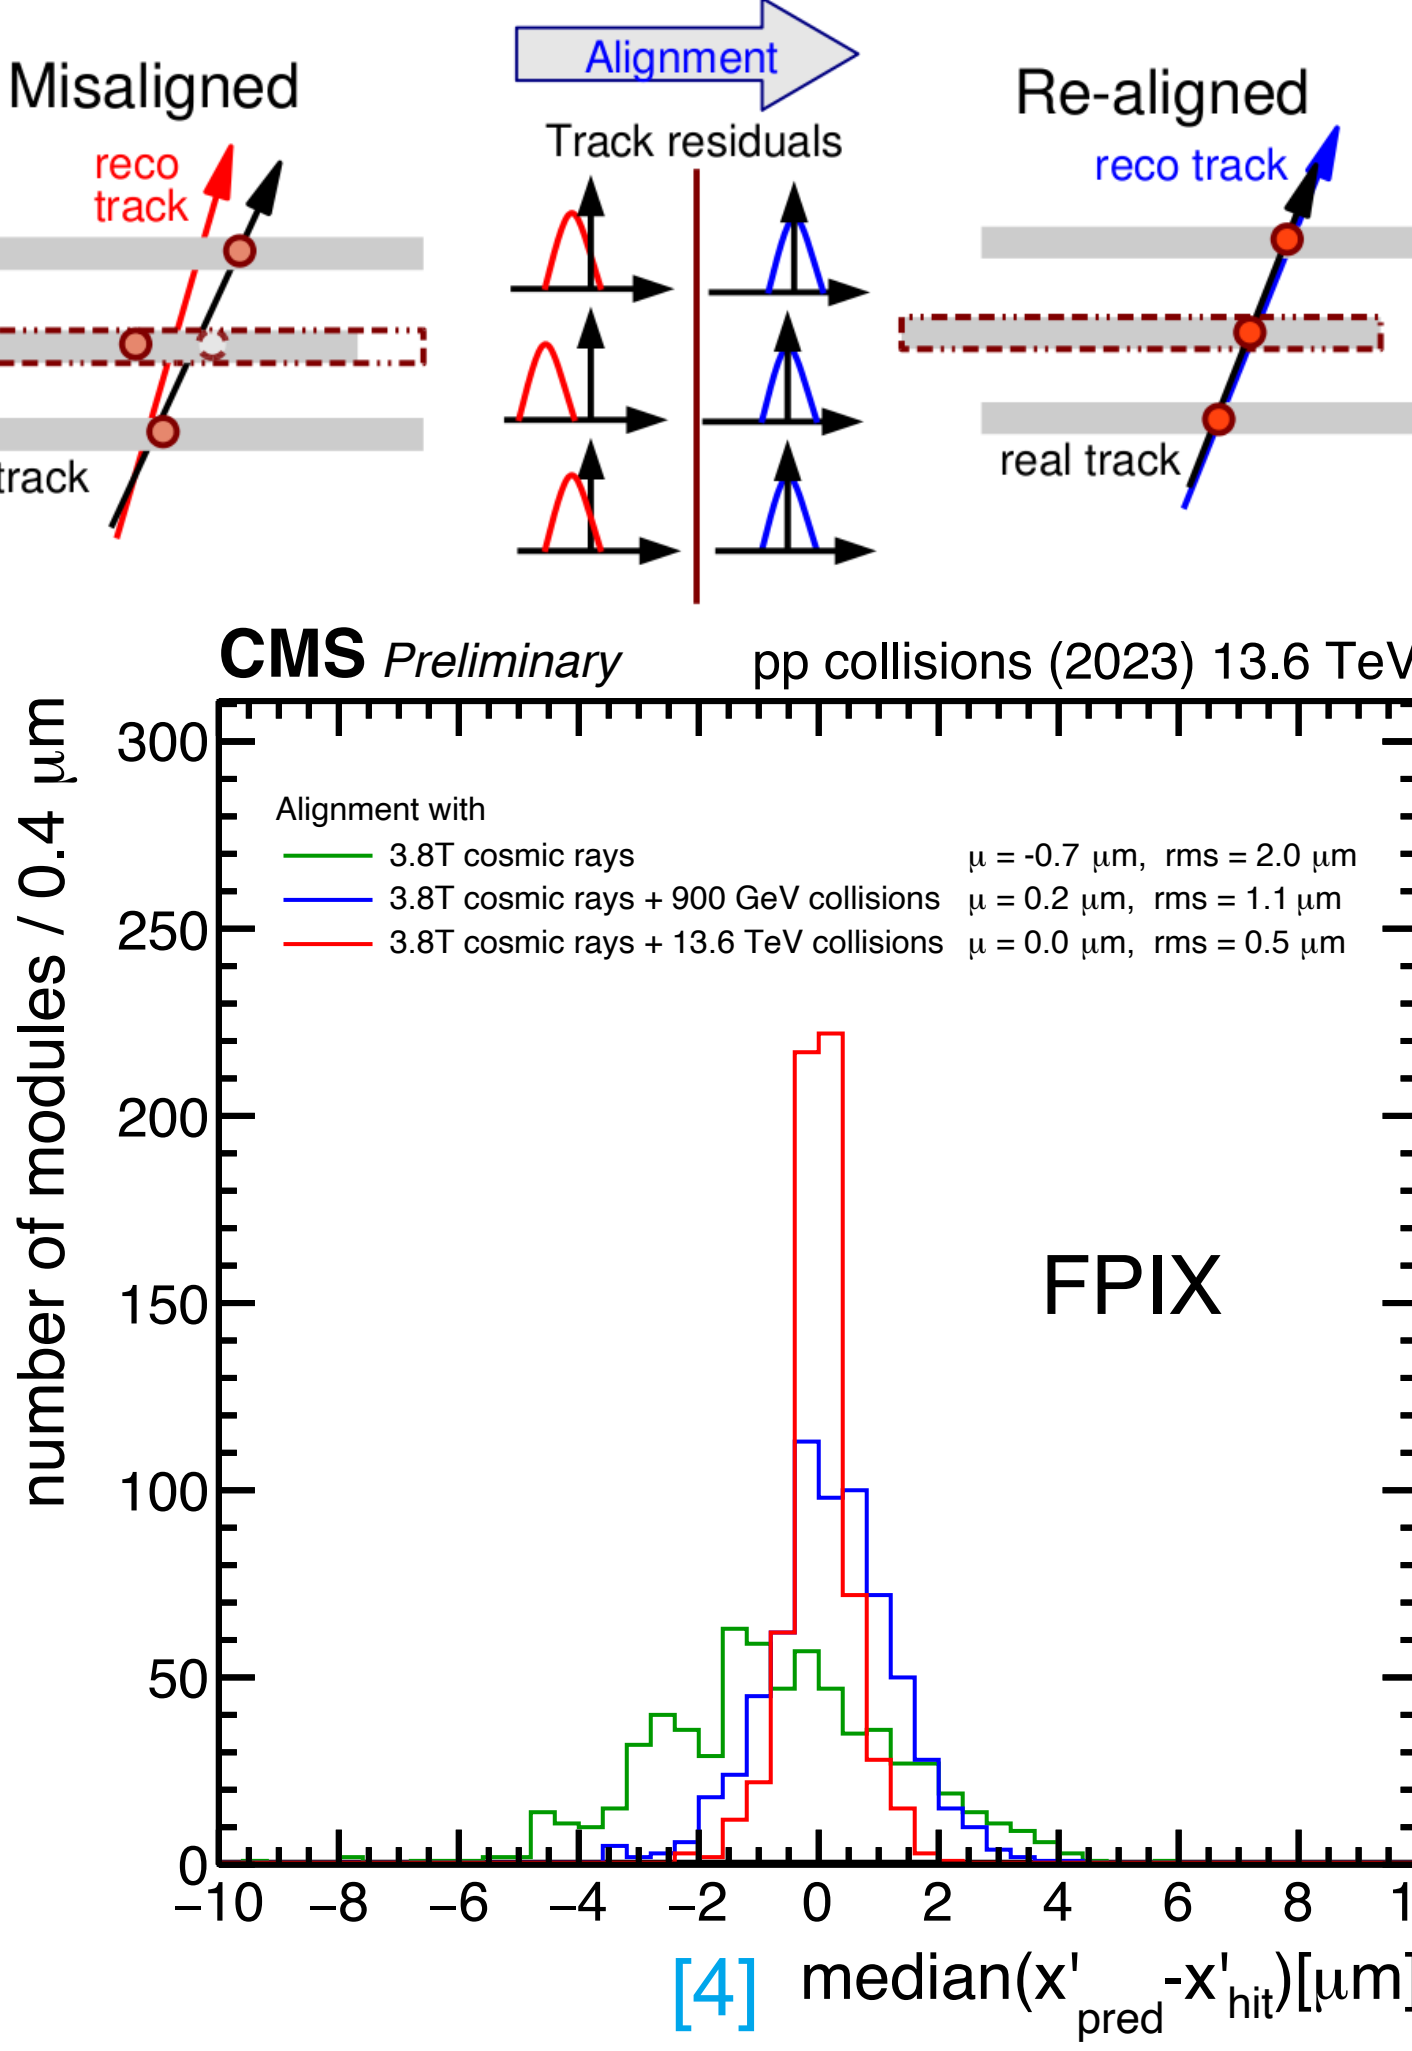 Alignment
Misaligned
Re-aligned
Track residuals
reco
track
reco track
track
real track
CMS Preliminary
pp collisions (2023) 13.6 TeV
number of modules / 0.4 μm
300
250
200
150
100
50
0
Alignment with
3.8T cosmic rays μ = -0.7 μm, rms = 2.0 μm
3.8T cosmic rays + 900 GeV collisions μ = 0.2 μm, rms = 1.1 μm
3.8T cosmic rays + 13.6 TeV collisions μ = 0.0 μm, rms = 0.5 μm
FPIX
−10 −8 −6 −4 −2 0 2 4 6 8 1
[4] median(x'pred-x'hit)[μm]